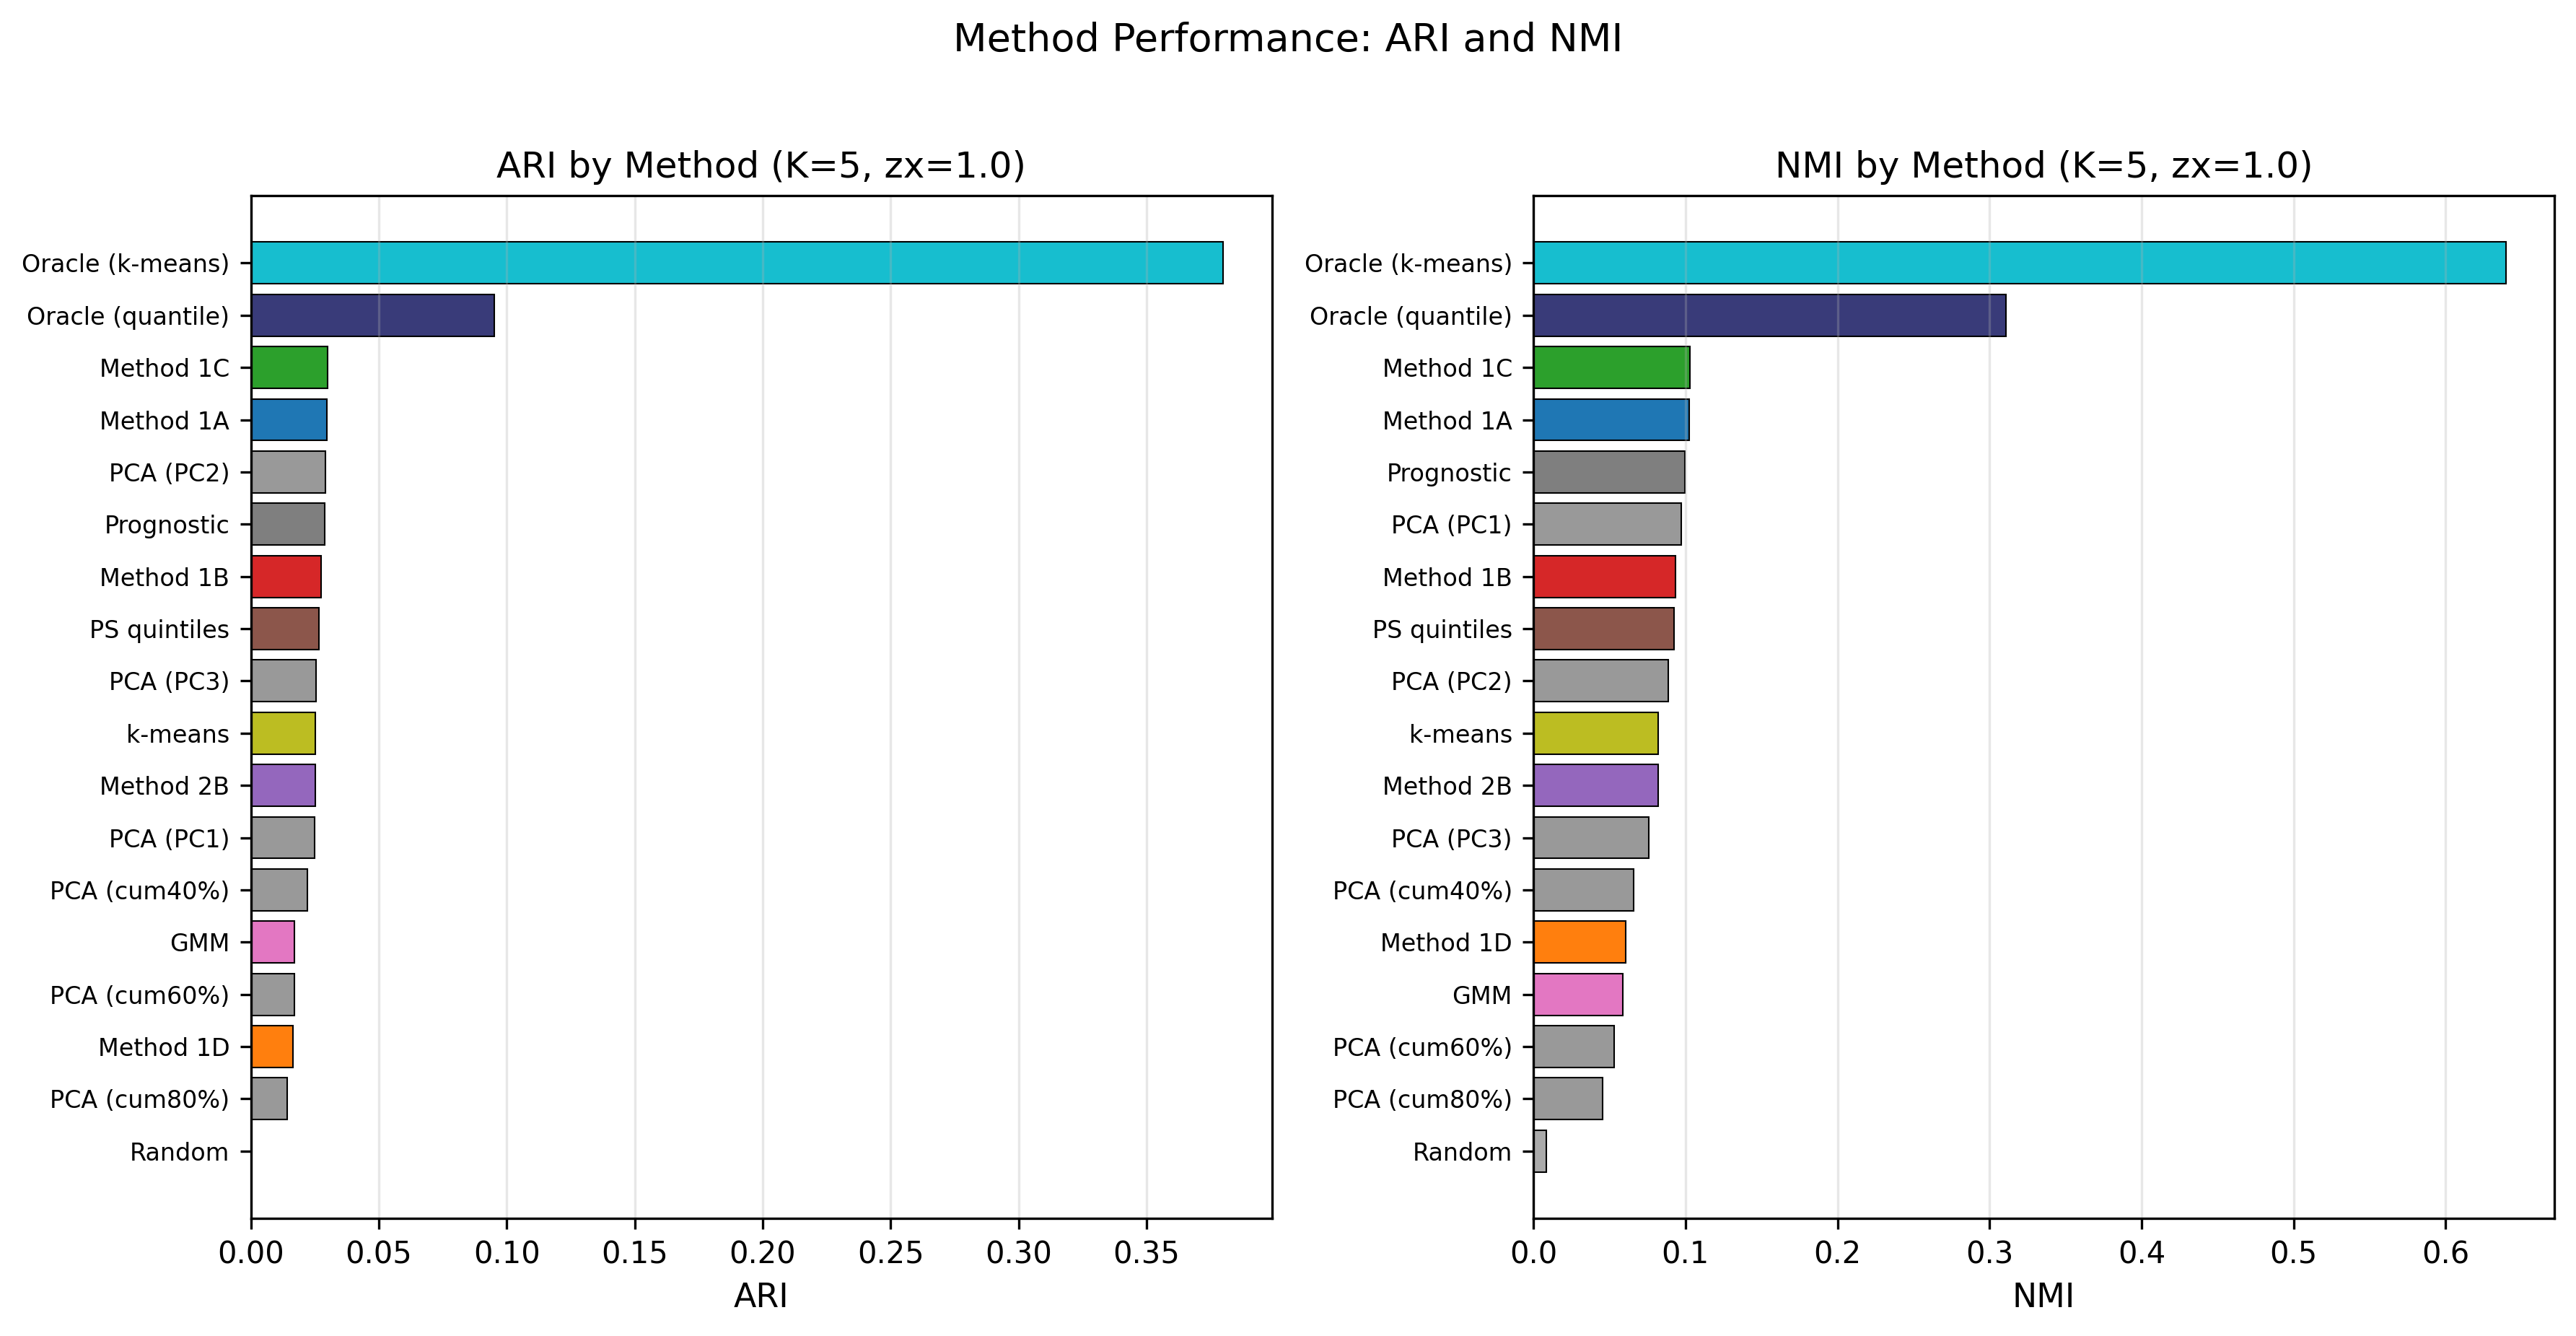 Method Performance: ARI and NMI
ARI by Method (K=5, zx=1.0)
Oracle (k-means)
Oracle (quantile)
Method 1C
Method 1A
PCA (PC2)
Prognostic
Method 1B
PS quintiles
PCA (PC3)
k-means
Method 2B
PCA (PC1)
PCA (cum40%)
GMM
PCA (cum60%)
Method 1D
PCA (cum80%)
Random
0.00 0.05 0.10 0.15 0.20 0.25 0.30 0.35
ARI
NMI by Method (K=5, zx=1.0)
Oracle (k-means)
Oracle (quantile)
Method 1C
Method 1A
Prognostic
PCA (PC1)
Method 1B
PS quintiles
PCA (PC2)
k-means
Method 2B
PCA (PC3)
PCA (cum40%)
Method 1D
GMM
PCA (cum60%)
PCA (cum80%)
Random
0.0 0.1 0.2 0.3 0.4 0.5 0.6
NMI